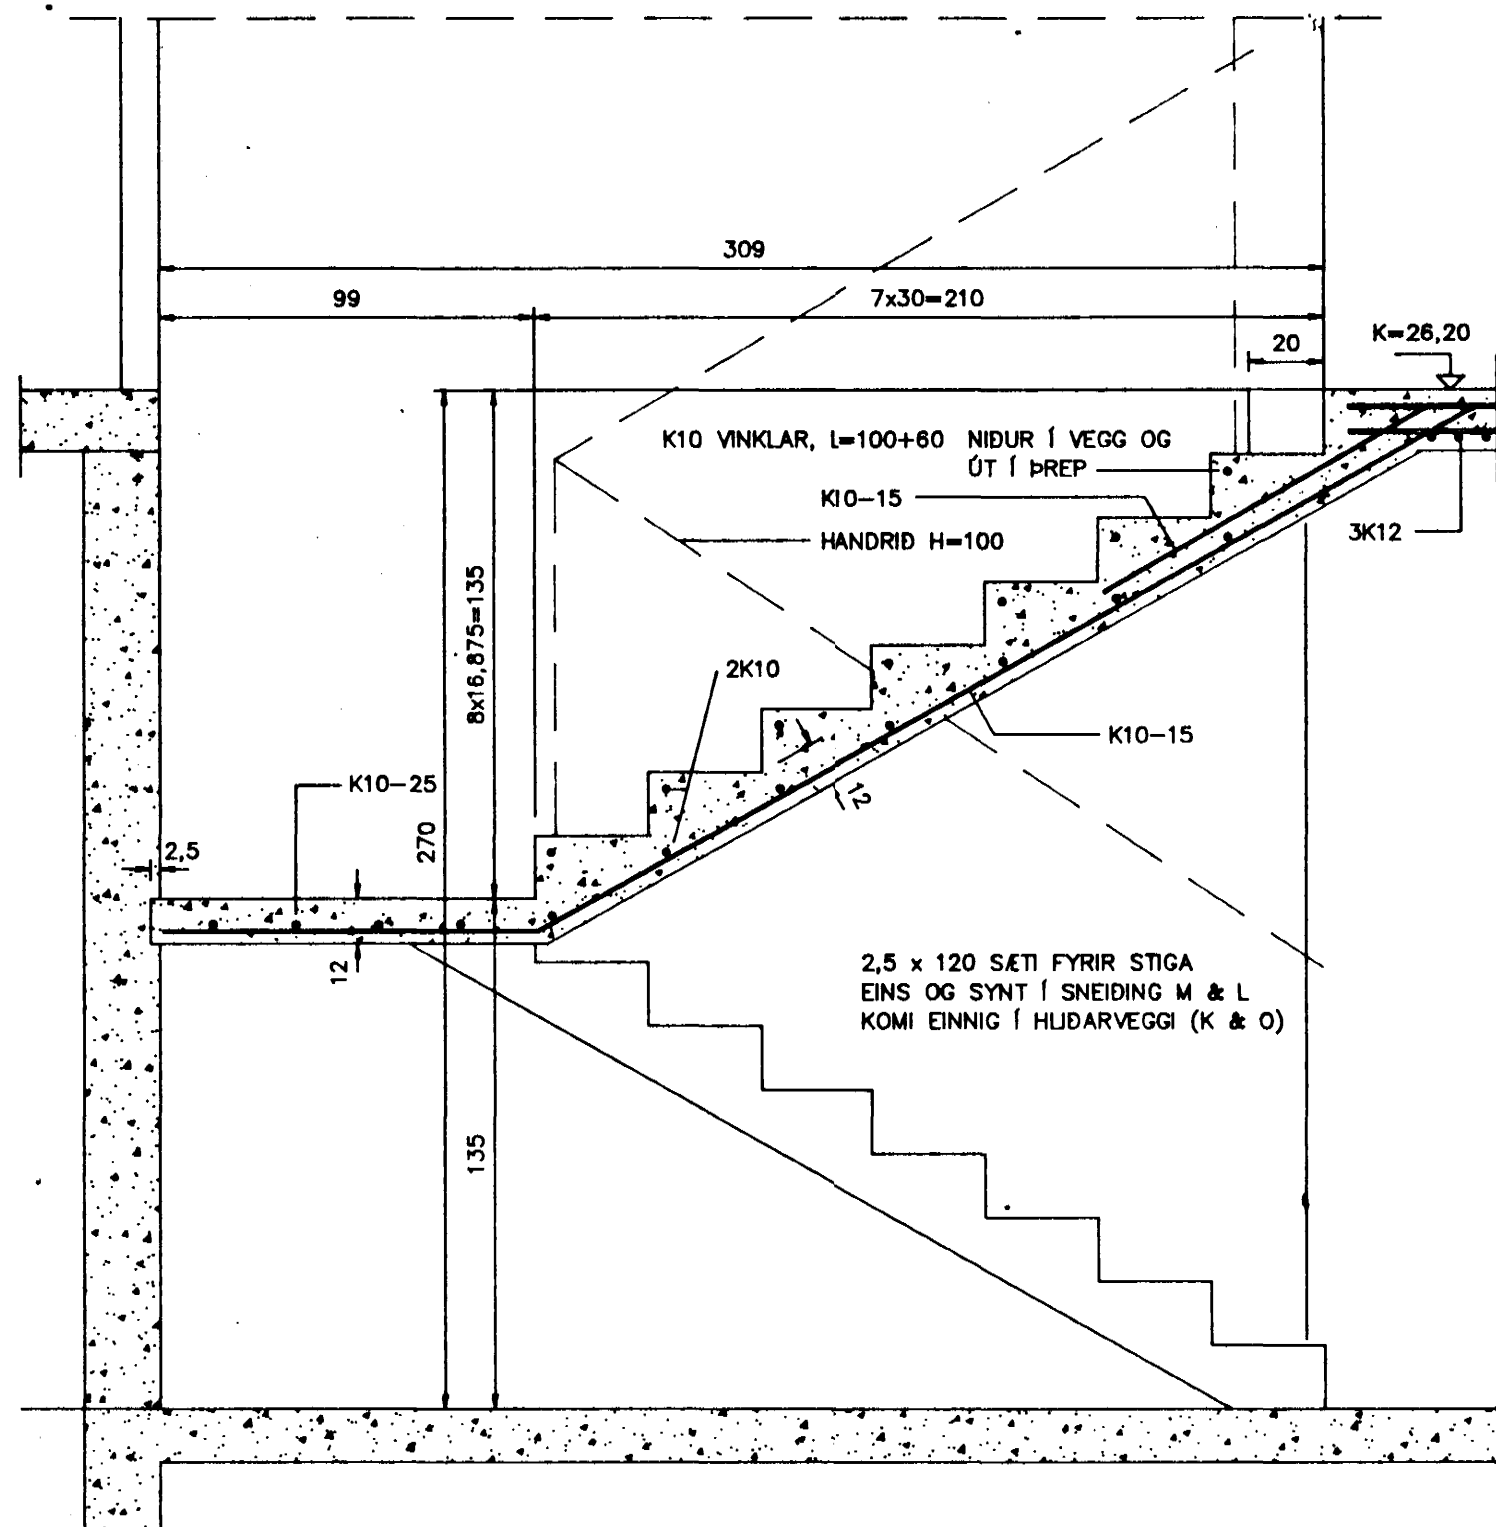 309
99
7x30=210
20
K=26,20
K10 VINKLAR, L=100+60 NIÐUR Í VEGG OG
ÚT Í ÞREP
K10-15
HANDRIÐ H=100
3K12
8x16,875=135
2K10
K10-15
K10-25
12
270
2,5
12
2,5 x 120 SÆTI FYRIR STIGA
EINS OG SYNT Í SNEIÐING M & L
KOMI EINNIG Í HLIÐARVEGGI (K & O)
135